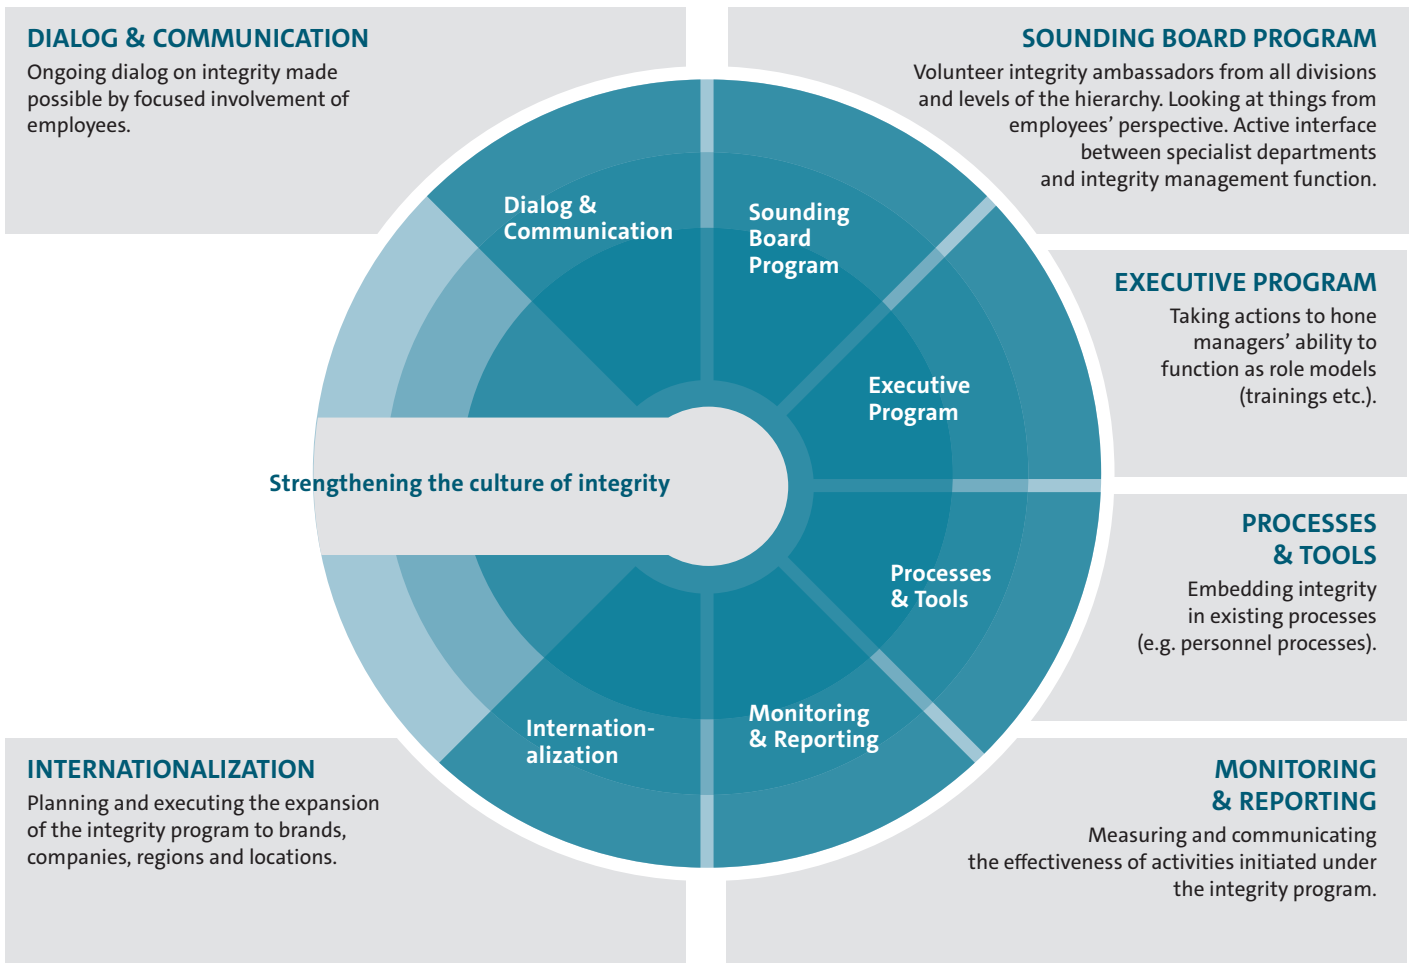 DIALOG & COMMUNICATION
Ongoing dialog on integrity made
possible by focused involvement of
employees.
SOUNDING BOARD PROGRAM
Volunteer integrity ambassadors from all divisions
and levels of the hierarchy. Looking at things from
employees’ perspective. Active interface
between specialist departments
and integrity management function.
EXECUTIVE PROGRAM
Taking actions to hone
managers’ ability to
function as role models
(trainings etc.).
PROCESSES
& TOOLS
Embedding integrity
in existing processes
(e.g. personnel processes).
MONITORING
& REPORTING
Measuring and communicating
the effectiveness of activities initiated under
the integrity program.
INTERNATIONALIZATION
Planning and executing the expansion
of the integrity program to brands,
companies, regions and locations.
Dialog &
Communication
Sounding
Board
Program
Executive
Program
Processes
& Tools
Monitoring
& Reporting
Internation-
alization
Strengthening the culture of integrity